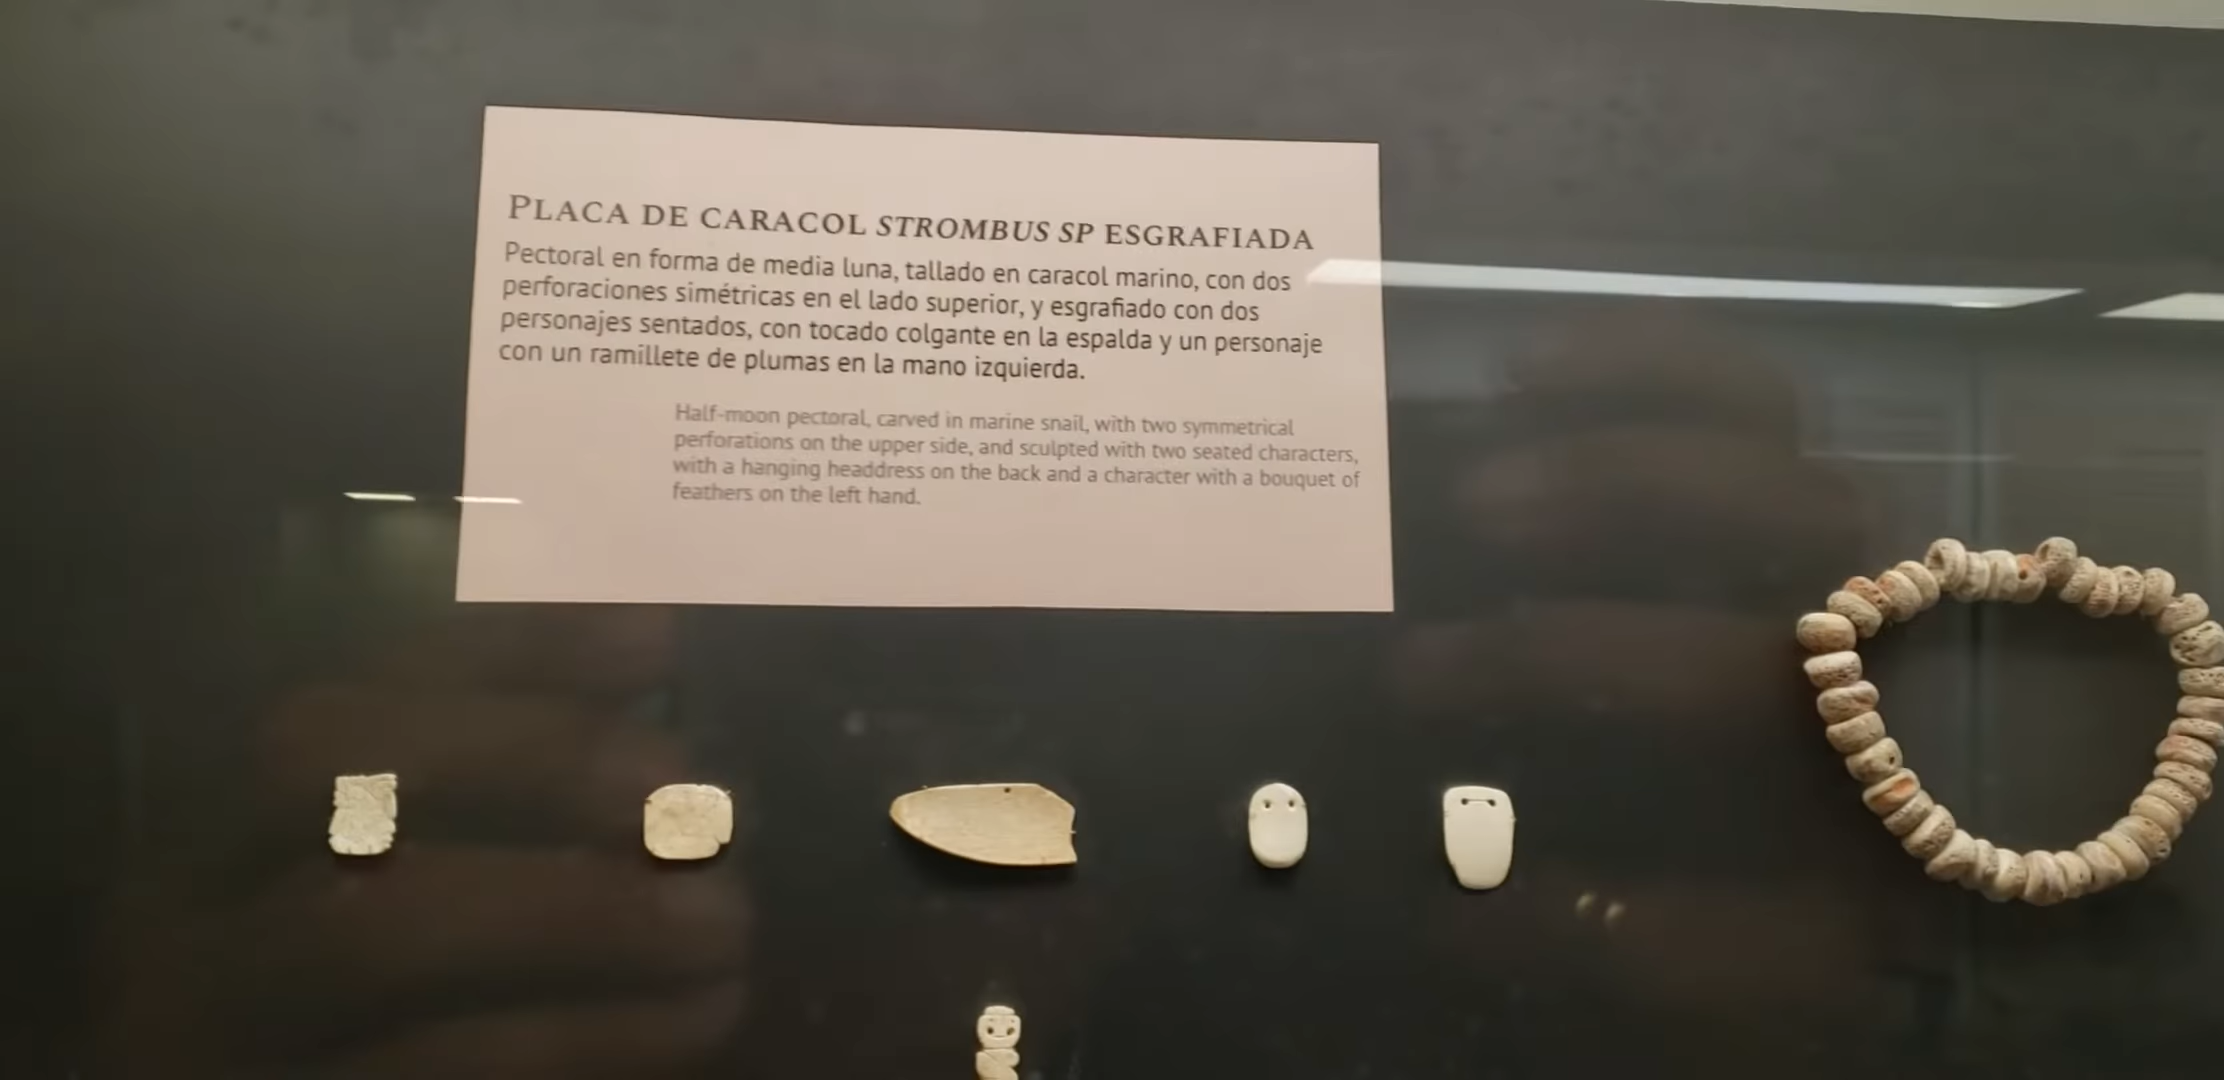 PLACA DE CARACOL STROMBUS SP ESGRAFIADA
Pectoral en forma de media luna, tallado en caracol marino, con dos
perforaciones simétricas en el lado superior, y esgrafiado con dos
personajes sentados, con tocado colgante en la espalda y un personaje
con un ramillete de plumas en la mano izquierda.
Half-moon pectoral, carved in marine snail, with two symmetrical
perforations on the upper side, and sculpted with two seated characters,
with a hanging headdress on the back and a character with a bouquet of
feathers on the left hand.